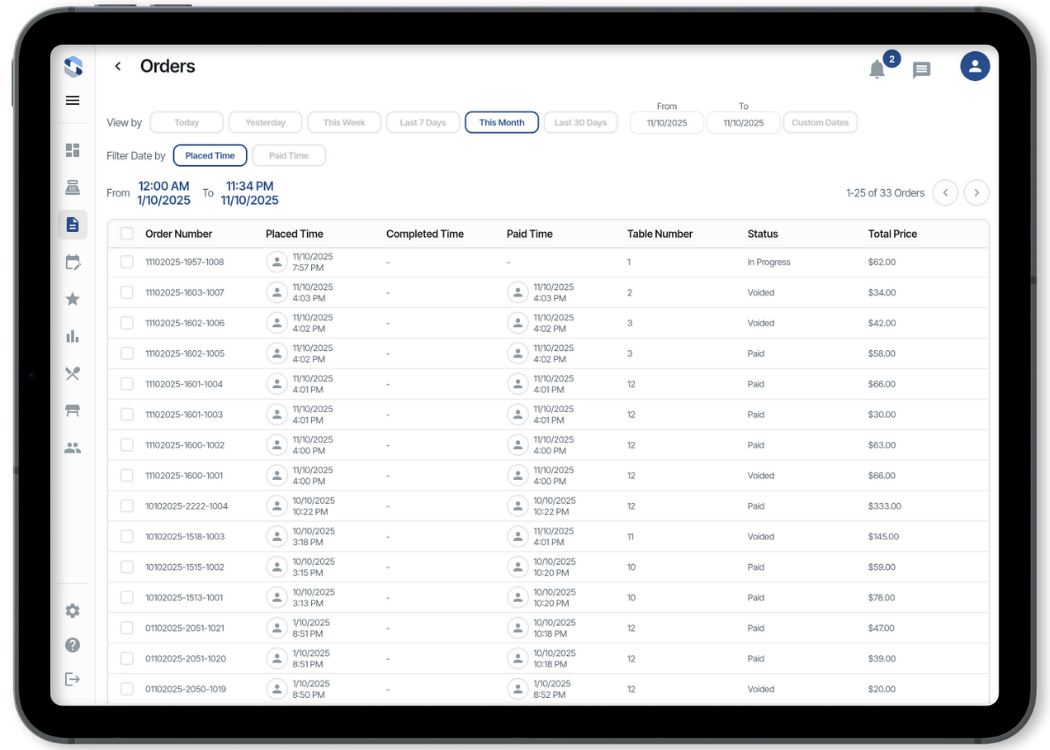 Orders
2
From To
View by Today Yesterday This Week Last 7 Days This Month Last 30 Days 11/10/2025 11/10/2025 Custom Dates
Filter Date by Placed Time Paid Time
From 12:00 AM 1/10/2025 To 11:34 PM 11/10/2025
1-25 of 33 Orders
Order Number Placed Time Completed Time Paid Time Table Number Status Total Price
11102025-1957-1008 11/10/2025 7:57 PM - - 1 In Progress $62.00
11102025-1603-1007 11/10/2025 4:03 PM - 11/10/2025 4:03 PM 2 Voided $34.00
11102025-1602-1006 11/10/2025 4:02 PM - 11/10/2025 4:02 PM 3 Voided $42.00
11102025-1602-1005 11/10/2025 4:02 PM - 11/10/2025 4:02 PM 3 Paid $58.00
11102025-1601-1004 11/10/2025 4:01 PM - 11/10/2025 4:01 PM 12 Paid $66.00
11102025-1601-1003 11/10/2025 4:01 PM - 11/10/2025 4:01 PM 12 Paid $30.00
11102025-1600-1002 11/10/2025 4:00 PM - 11/10/2025 4:00 PM 12 Paid $63.00
11102025-1600-1001 11/10/2025 4:00 PM - 11/10/2025 4:00 PM 12 Voided $66.00
10102025-2222-1004 10/10/2025 10:22 PM - 10/10/2025 10:22 PM 12 Paid $333.00
10102025-1518-1003 10/10/2025 3:18 PM - 11/10/2025 4:01 PM 11 Voided $145.00
10102025-1515-1002 10/10/2025 3:15 PM - 10/10/2025 10:20 PM 10 Paid $59.00
10102025-1513-1001 10/10/2025 3:13 PM - 10/10/2025 10:20 PM 10 Paid $78.00
01102025-2051-1021 1/10/2025 8:51 PM - 10/10/2025 10:18 PM 12 Paid $47.00
01102025-2051-1020 1/10/2025 8:51 PM - 10/10/2025 10:18 PM 12 Paid $39.00
01102025-2050-1019 1/10/2025 8:50 PM - 1/10/2025 8:52 PM 12 Voided $20.00